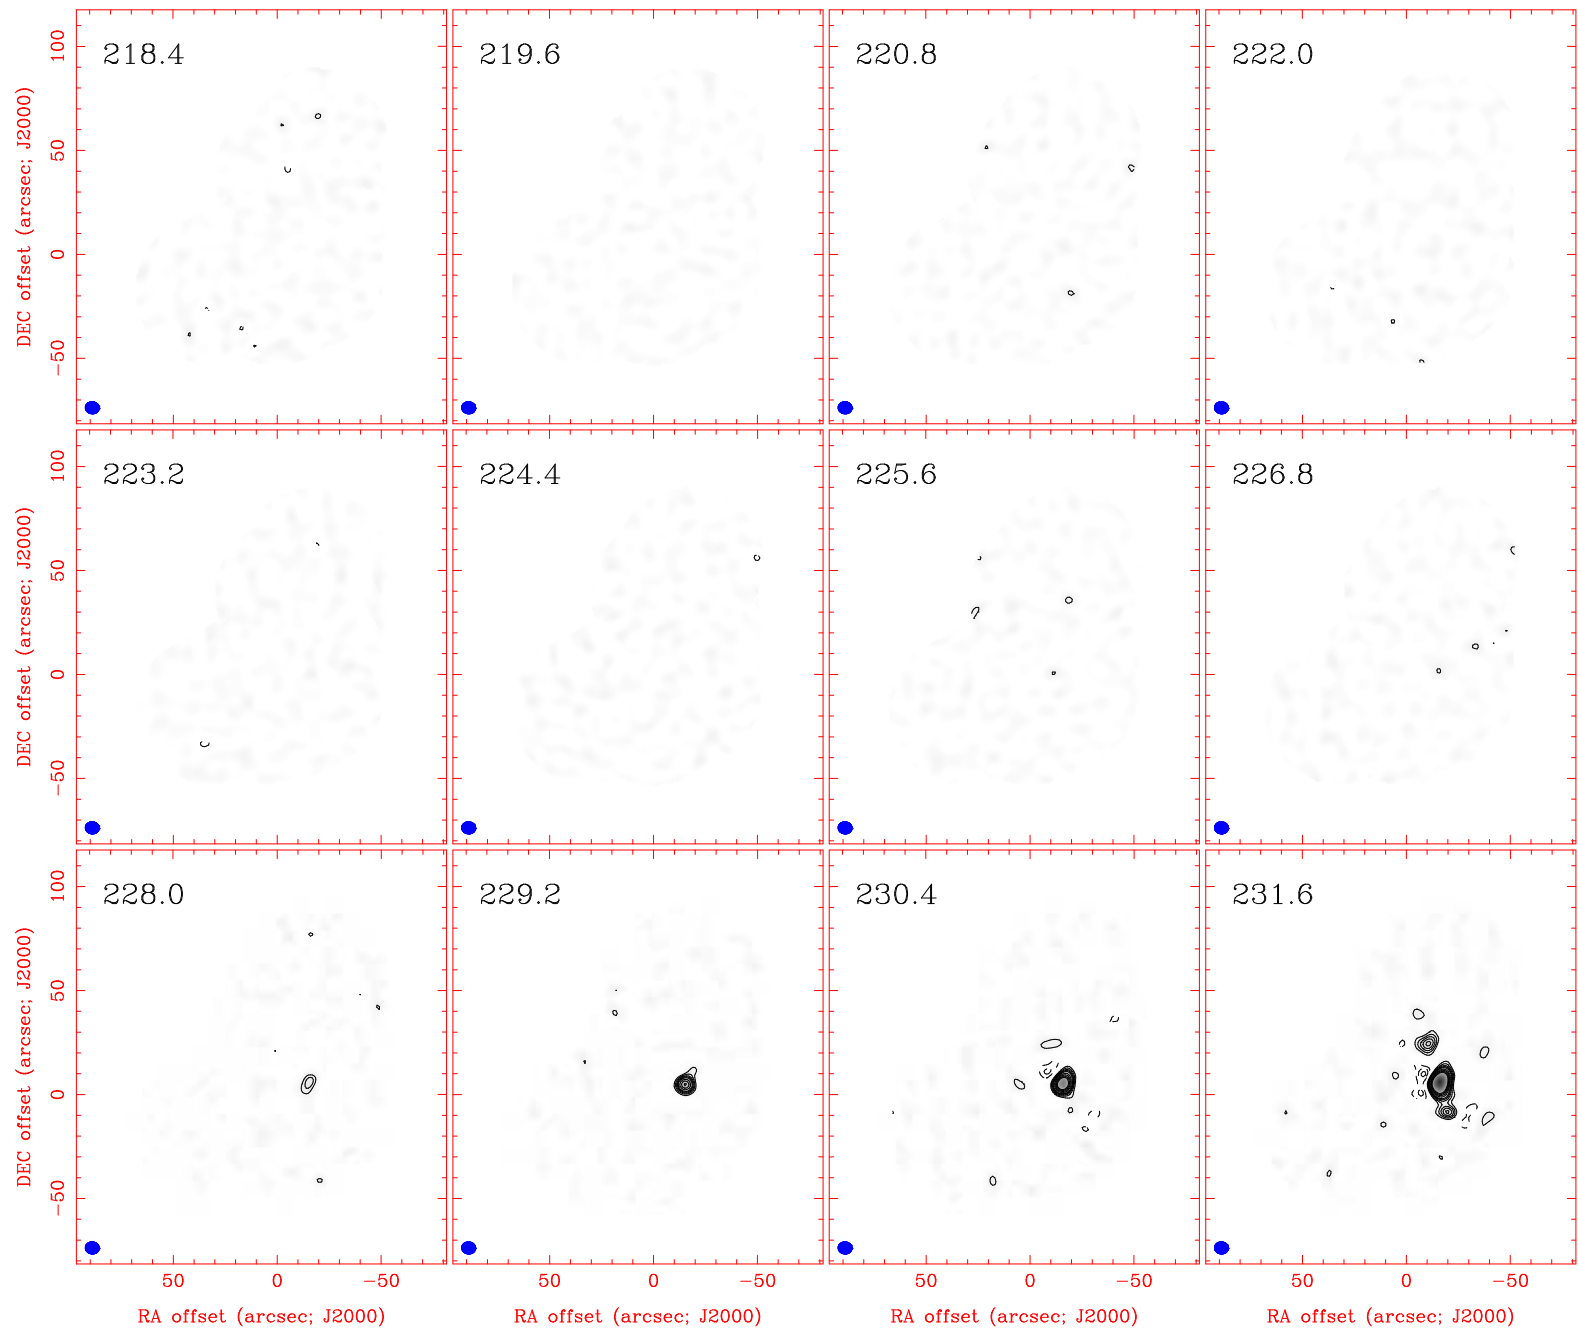 218.4 219.6 220.8 222.0
100
50
0
−50
DEC offset (arcsec; J2000)
223.2 224.4 225.6 226.8
100
50
0
−50
DEC offset (arcsec; J2000)
228.0 229.2 230.4 231.6
100
50
0
−50
DEC offset (arcsec; J2000)
50 0 −50 50 0 −50 50 0 −50 50 0 −50
RA offset (arcsec; J2000) RA offset (arcsec; J2000) RA offset (arcsec; J2000) RA offset (arcsec; J2000)